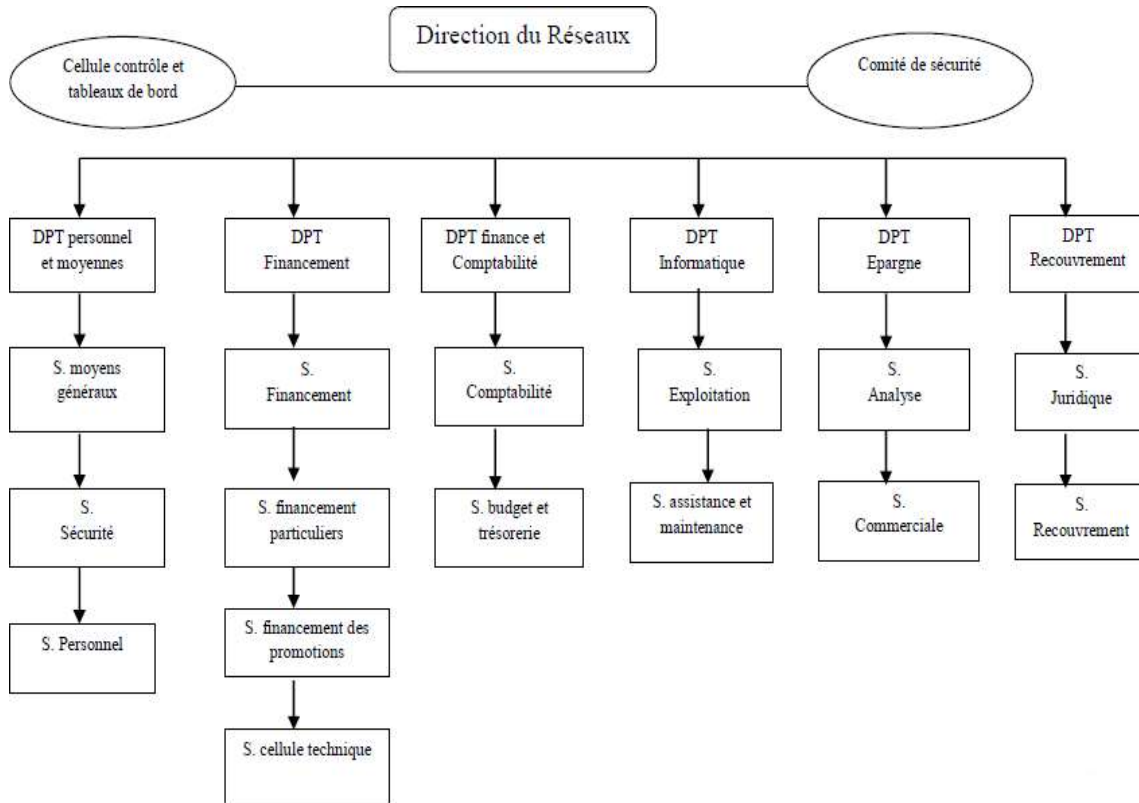 Direction du Réseaux
Cellule contrôle et
tableaux de bord
Comité de sécurité
DPT personnel
et moyennes
DPT
Financement
DPT finance et
Comptabilité
DPT
Informatique
DPT
Epargne
DPT
Recouvrement
S. moyens
généraux
S.
Financement
S.
Comptabilité
S.
Exploitation
S.
Analyse
S.
Juridique
S.
Sécurité
S. financement
particuliers
S. budget et
trésorerie
S. assistance et
maintenance
S.
Commerciale
S.
Recouvrement
S. Personnel
S. financement des
promotions
S. cellule technique